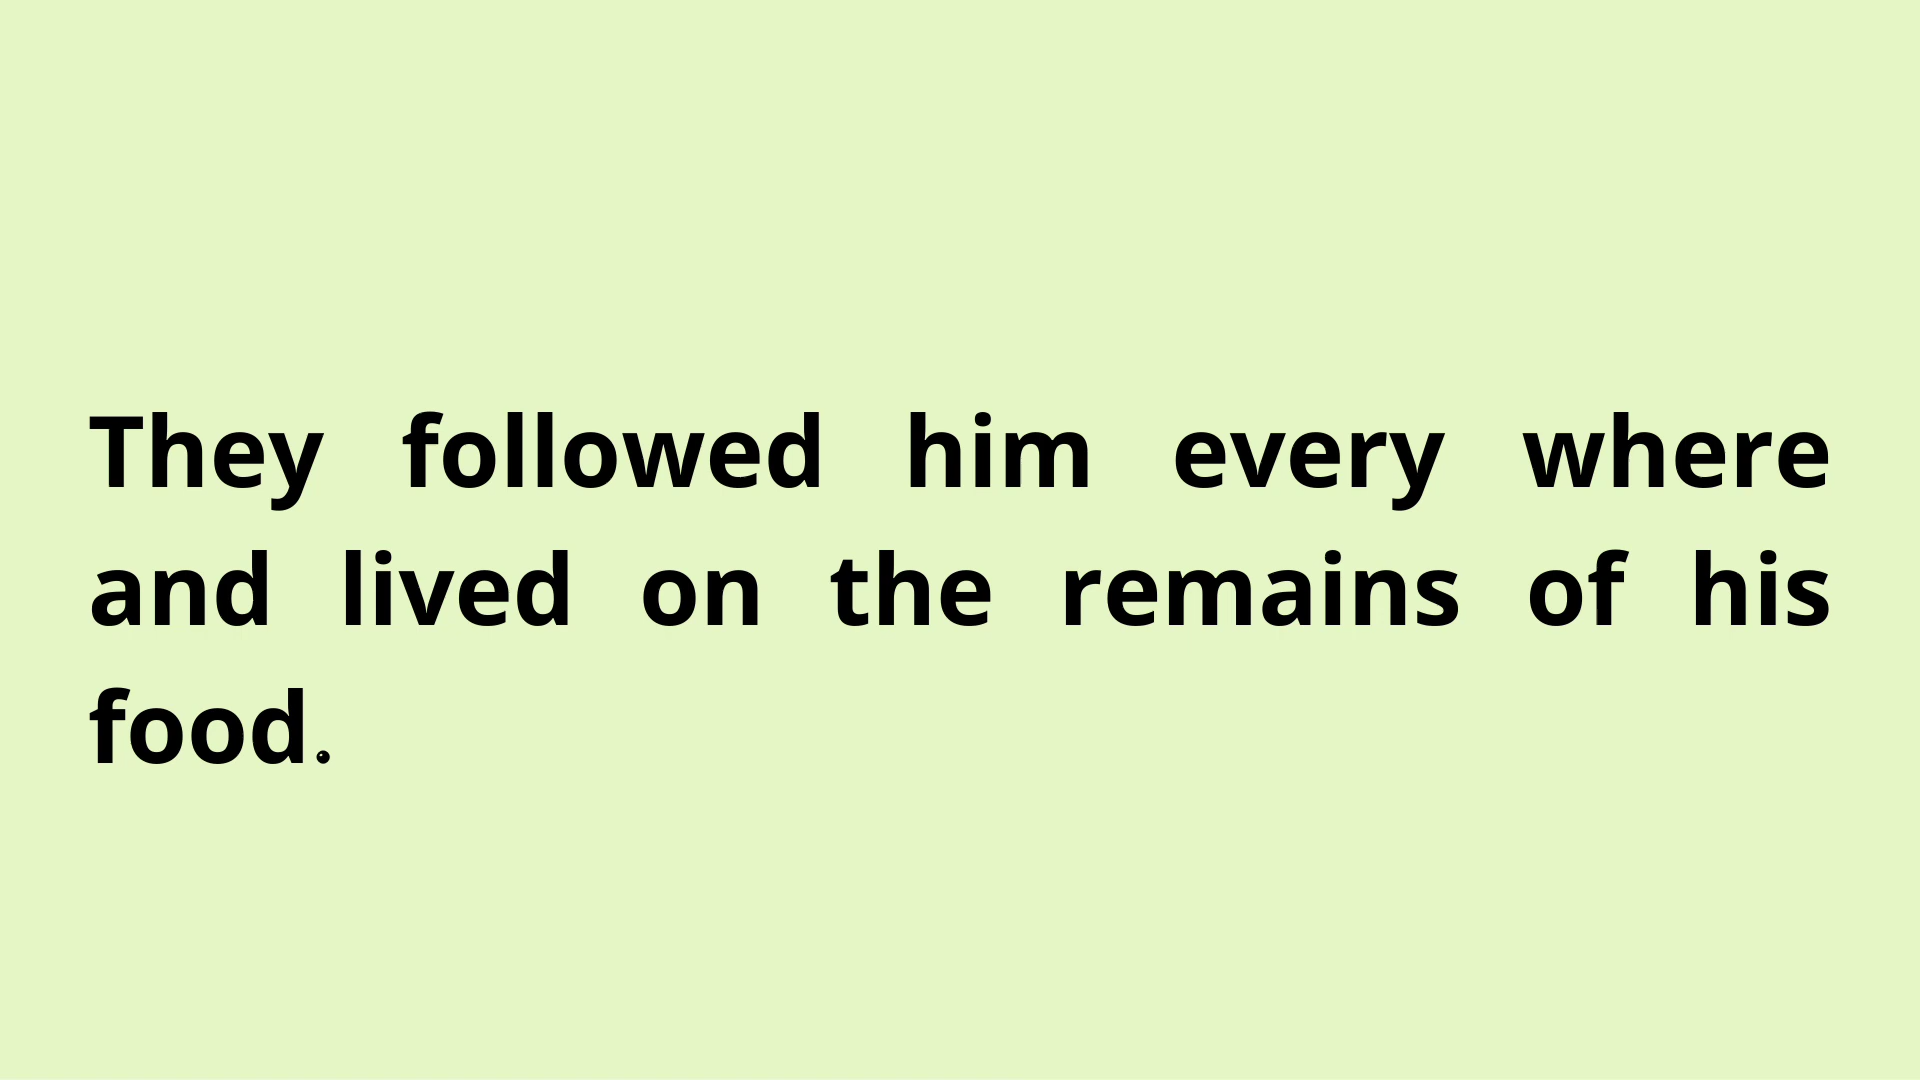 They followed him every where
and lived on the remains of his
food.